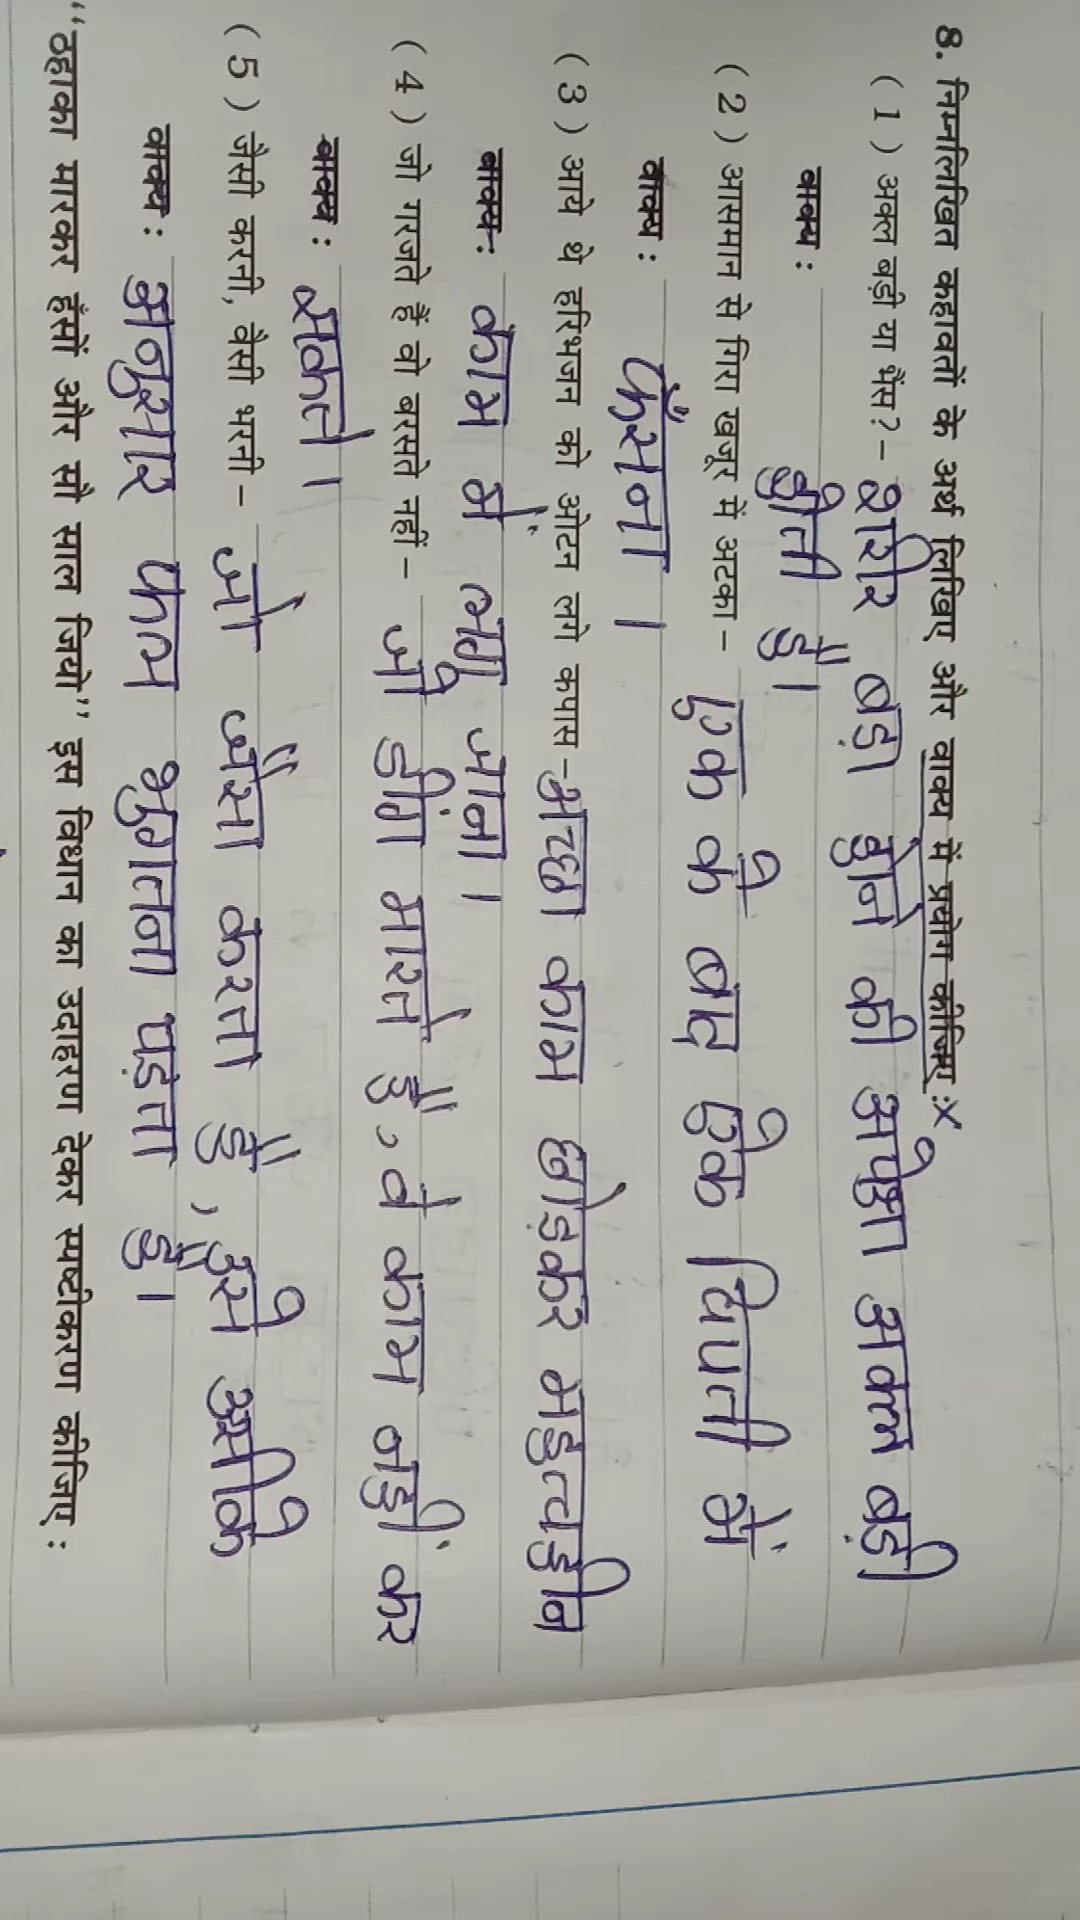 8. निम्नलिखित कहावतों के अर्थ लिखिए और वाक्य में प्रयोग कीजिए :X
( 1 ) अक्ल बड़ी या भैंस? – शरीर बड़ा होने की अपेक्षा अक्ल बड़ी
वाक्य : होती है।
( 2 ) आसमान से गिरा खजूर में अटका – एक के बाद एक विपती में
वाक्य : फँसना।
( 3 ) आये थे हरिभजन को ओटन लगे कपास – अच्छा काम छोड़कर महत्वहीन
वाक्य : काम में लग जाना।
( 4 ) जो गरजते हैं वो बरसते नहीं – जो डींग मारते हैं, वे काम नहीं कर
वाक्य : सकते।
( 5 ) जैसी करनी, वैसी भरनी – जो जैसा करता है, उसे उसीके
वाक्य : अनुसार फल भुगतना पड़ता है।
“ठहाका मारकर हँसों और सौ साल जियो” इस विधान का उदाहरण देकर स्पष्टीकरण कीजिए :